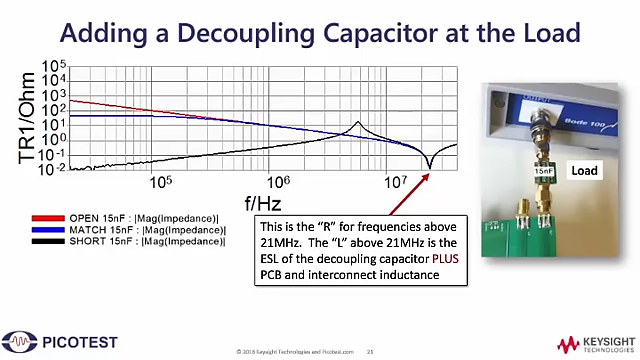 Adding a Decoupling Capacitor at the Load
TR1/Ohm
10⁵
10⁴
10³
10²
10¹
10⁰
10⁻¹
10⁻²
10⁵
10⁶
10⁷
f/Hz
OPEN 15nF : |Mag(Impedance)|
MATCH 15nF : |Mag(Impedance)|
SHORT 15nF : |Mag(Impedance)|
This is the “R” for frequencies above
21MHz. The “L” above 21MHz is the
ESL of the decoupling capacitor PLUS
PCB and interconnect inductance
OUTPUT
Bode 100
15nF
Load
PICOTEST
© 2018 Keysight Technologies and Picotest.com
21
KEYSIGHT
TECHNOLOGIES